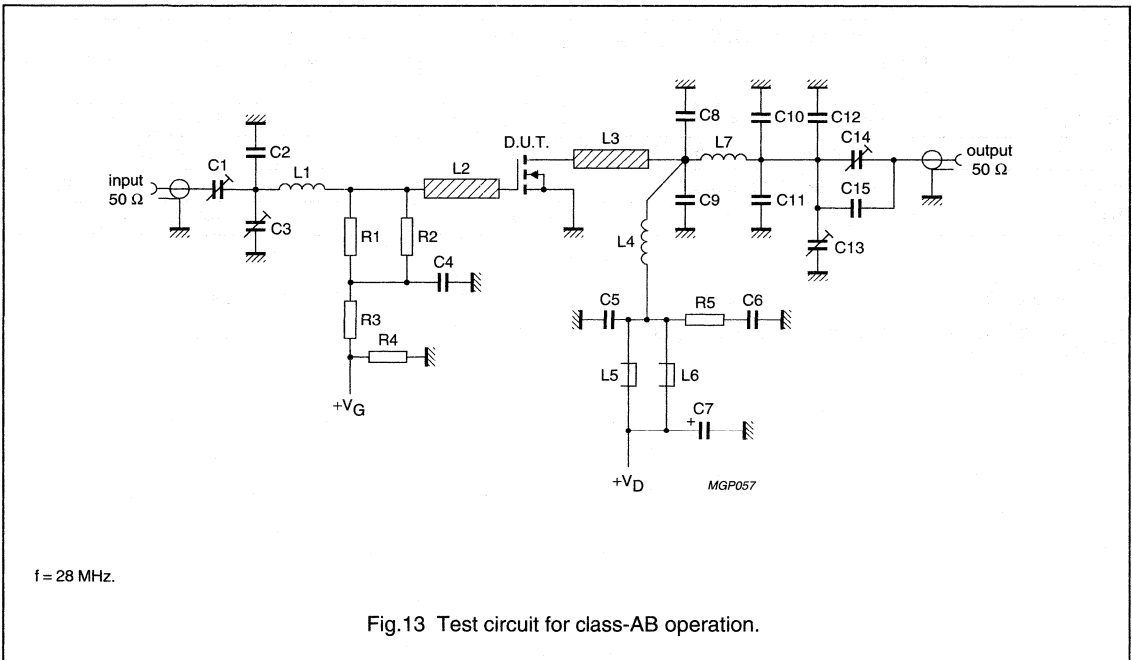 C8
C10
C12
C2
D.U.T.
L3
L7
C14
C1
L1
L2
input
50 Ω
output
50 Ω
C3
C9
C11
C15
R1
R2
L4
C13
C4
C5
R5
C6
R3
R4
L5
L6
+VG
C7
+
+VD
MGP057
f = 28 MHz.
Fig.13 Test circuit for class-AB operation.